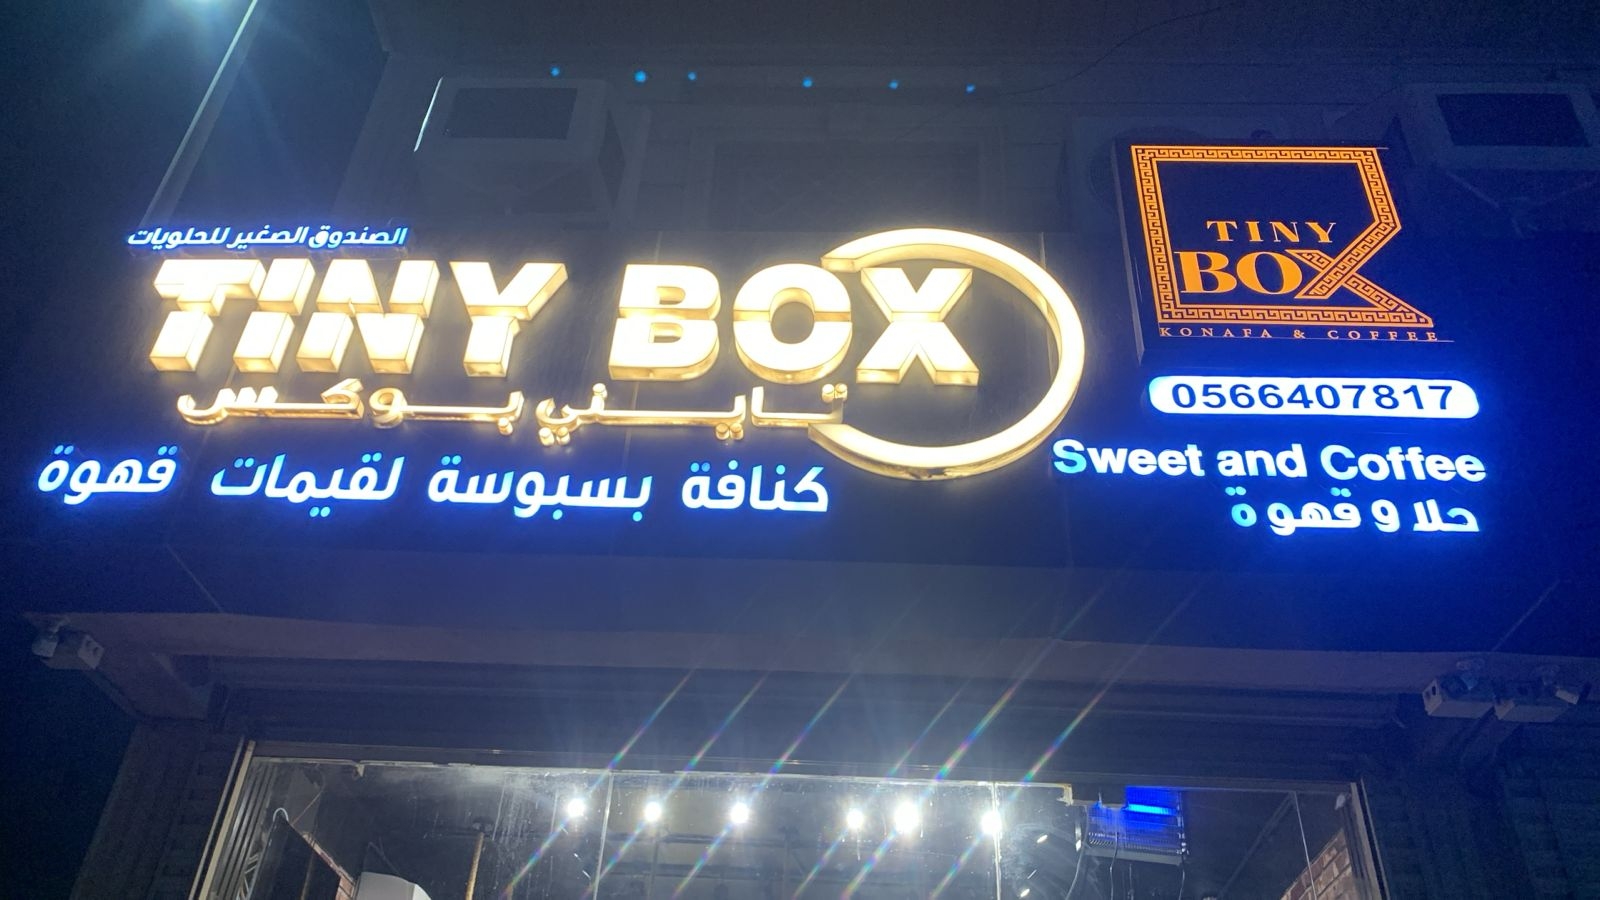 الصندوق الصغير للحلويات
TINY BOX
تايني بوكس
كنافة بسبوسة لقيمات قهوة
TINY
BOX
KONAFA & COFFEE
0566407817
Sweet and Coffee
حلا و قهوة